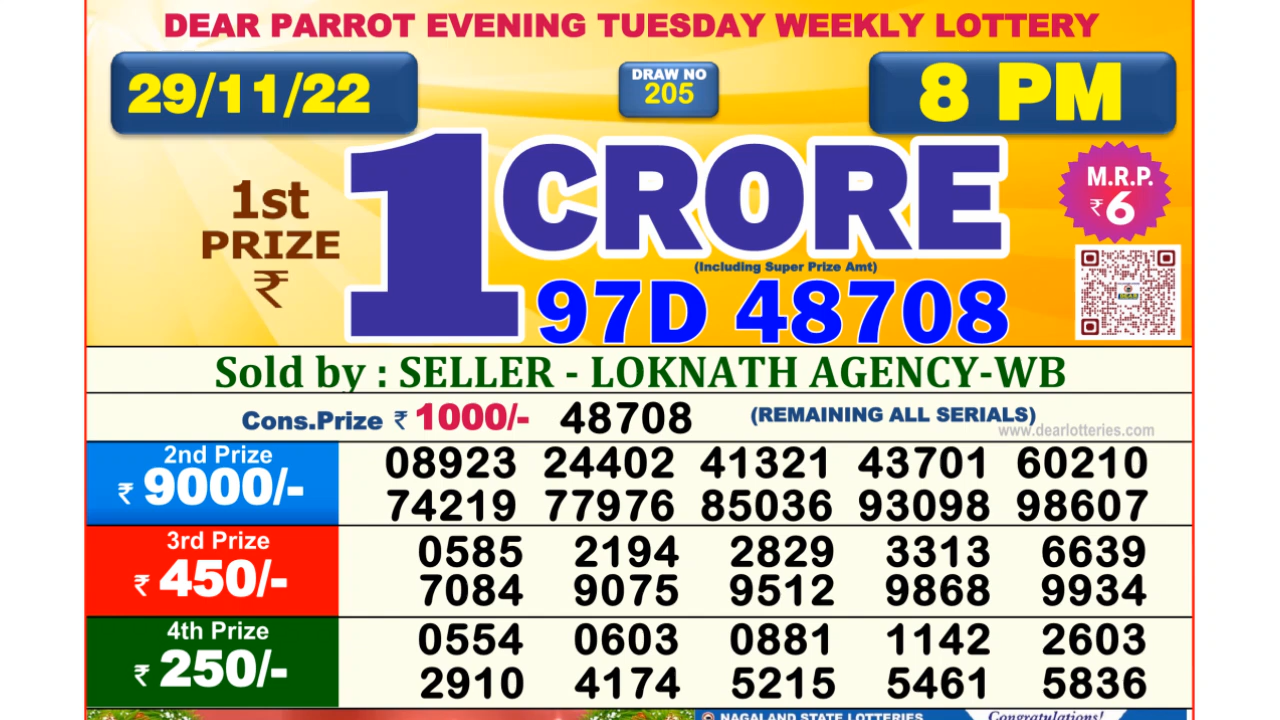 DEAR PARROT EVENING TUESDAY WEEKLY LOTTERY
29/11/22
DRAW NO
205
8 PM
1st
PRIZE
₹
1 CRORE
(Including Super Prize Amt)
97D 48708
M.R.P.
₹6
Sold by : SELLER - LOKNATH AGENCY-WB
Cons.Prize ₹ 1000/- 48708 (REMAINING ALL SERIALS)
www.dearlotteries.com
2nd Prize
₹ 9000/-
08923 24402 41321 43701 60210
74219 77976 85036 93098 98607
3rd Prize
₹ 450/-
0585 2194 2829 3313 6639
7084 9075 9512 9868 9934
4th Prize
₹ 250/-
0554 0603 0881 1142 2603
2910 4174 5215 5461 5836
NAGALAND STATE LOTTERIES
Congratulations!